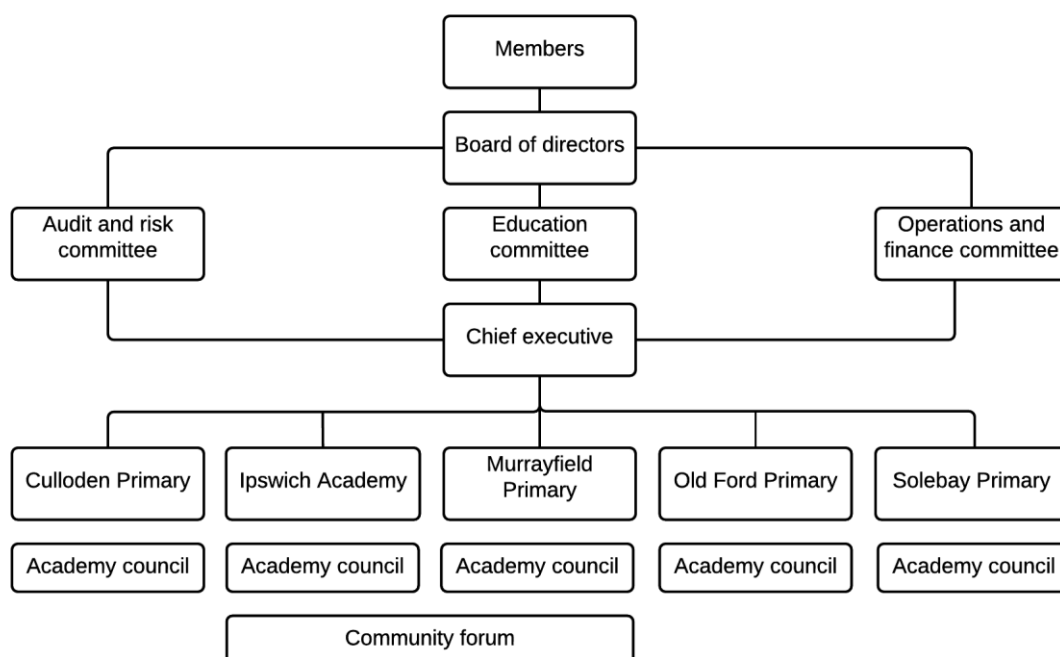 Members
Board of directors
Audit and risk
committee
Education
committee
Operations and
finance committee
Chief executive
Culloden Primary
Ipswich Academy
Murrayfield
Primary
Old Ford Primary
Solebay Primary
Academy council
Academy council
Academy council
Academy council
Academy council
Community forum